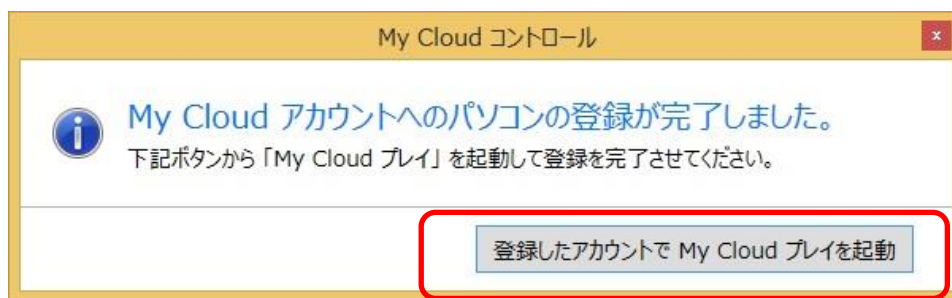 My Cloud コントロール
x
My Cloud アカウントへのパソコンの登録が完了しました。
下記ボタンから「My Cloud プレイ」を起動して登録を完了させてください。
登録したアカウントで My Cloud プレイを起動